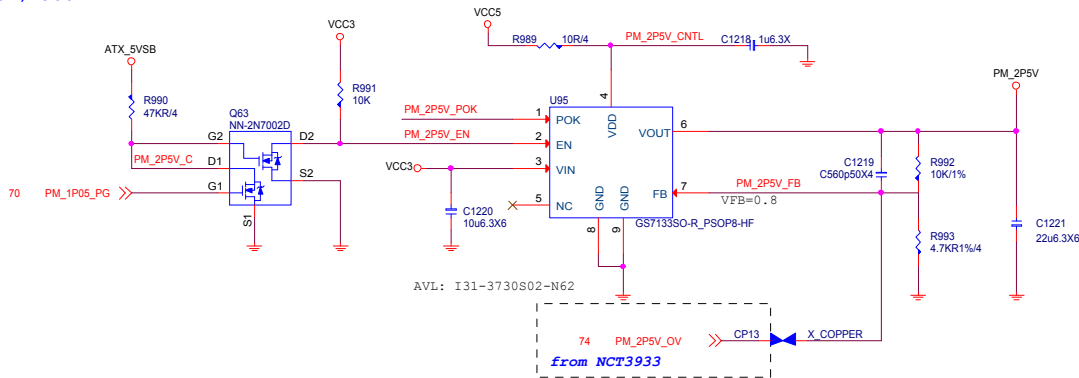 VCC5
VCC3
R989
10R/4
PM_2P5V_CNTL
C1218
1u6.3X
ATX_5VSB
PM_2P5V
R990
47KR/4
R991
10K
Q63
NN-2N7002D
U95
4
PM_2P5V_POK
1
POK
VDD
G2
D2
PM_2P5V_EN
2
EN
VOUT
6
PM_2P5V_C
D1
VCC3
3
VIN
C1219
C560p50X4
R992
10K/1%
S2
70
PM_1P05_PG
G1
S1
C1220
10u6.3X6
5
NC
GND
GND
FB
7
PM_2P5V_FB
VFB=0.8
8
9
GS7133SO-R_PSOP8-HF
R993
4.7KR1%/4
C1221
22u6.3X6
AVL: I31-3730S02-N62
74
PM_2P5V_OV
CP13
X_COPPER
from NCT3933